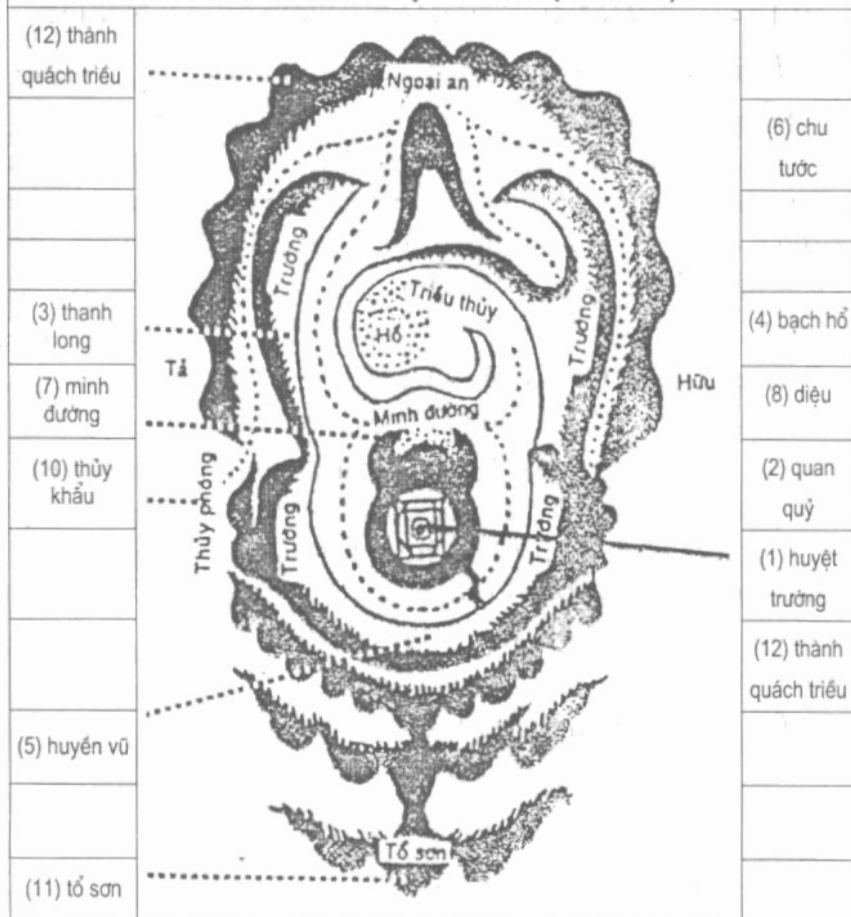 (12) thành
quách triều
(3) thanh
long
(7) minh
đường
(10) thủy
khẩu
(5) huyền vũ
(11) tổ sơn
Ngoại an
Trướng
Trướng
Triều thủy
Hồ
Tả
Hữu
Minh đường
Thủy phóng
Trướng
Trướng
Tổ sơn
(6) chu
tước
(4) bạch hổ
(8) diệu
(2) quan
quỷ
(1) huyệt
trường
(12) thành
quách triều